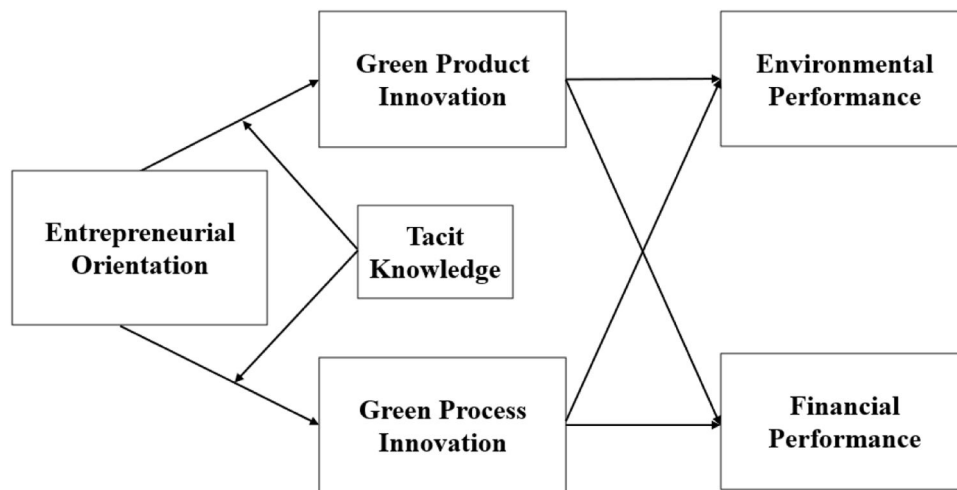 Green Product
Innovation
Environmental
Performance
Entrepreneurial
Orientation
Tacit
Knowledge
Green Process
Innovation
Financial
Performance